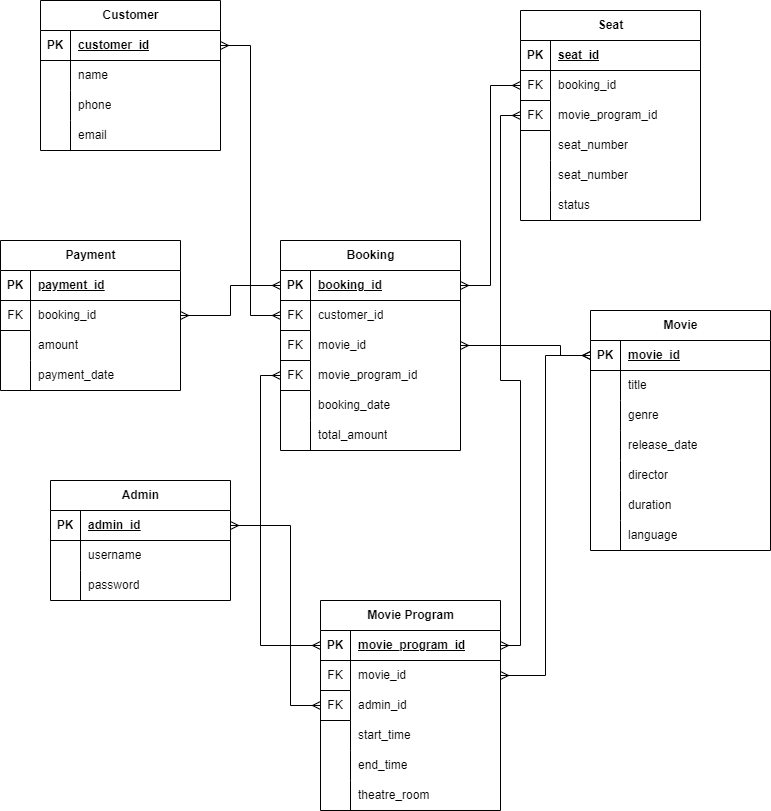 Customer
PK customer_id
name
phone
email
Seat
PK seat_id
FK booking_id
FK movie_program_id
seat_number
seat_number
status
Payment
PK payment_id
FK booking_id
amount
payment_date
Booking
PK booking_id
FK customer_id
FK movie_id
FK movie_program_id
booking_date
total_amount
Movie
PK movie_id
title
genre
release_date
director
duration
language
Admin
PK admin_id
username
password
Movie Program
PK movie_program_id
FK movie_id
FK admin_id
start_time
end_time
theatre_room